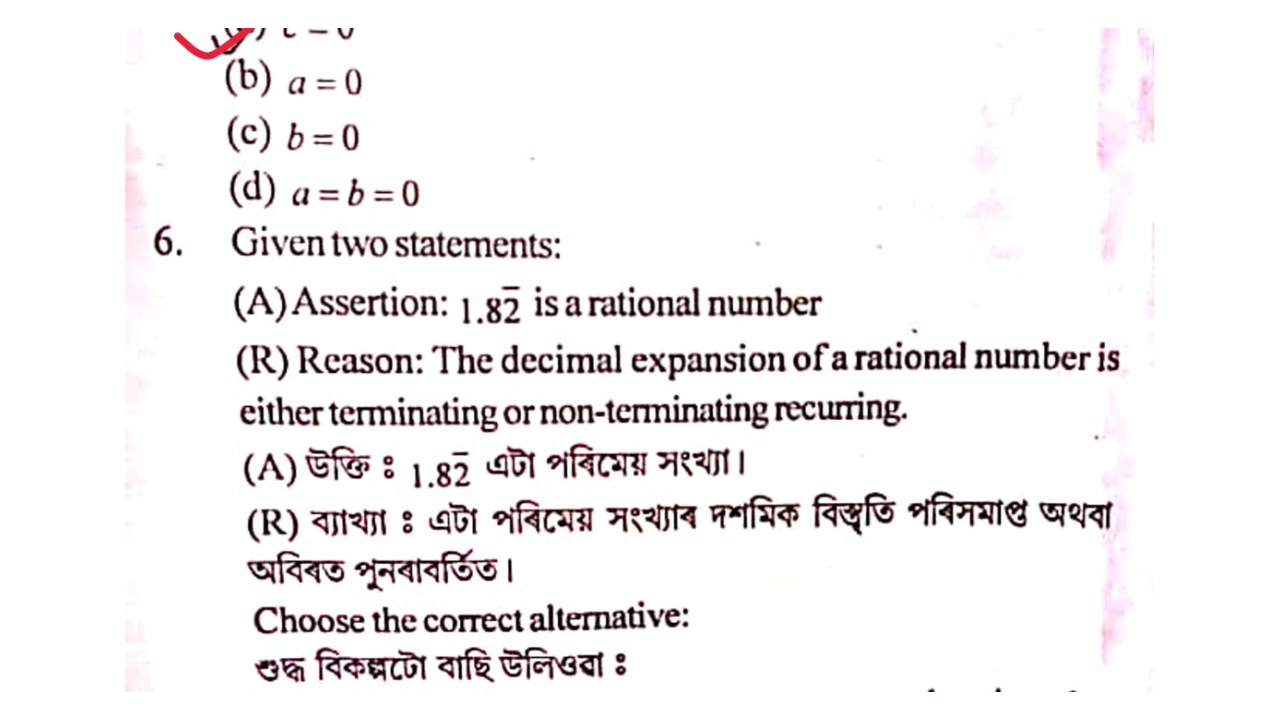 (b) a = 0
(c) b = 0
(d) a = b = 0
6. Given two statements:
(A) Assertion: 1.82̅ is a rational number
(R) Reason: The decimal expansion of a rational number is
either terminating or non-terminating recurring.
(A) উক্তি ঃ 1.82̅ এটা পৰিমেয় সংখ্যা।
(R) ব্যাখ্যা ঃ এটা পৰিমেয় সংখ্যাৰ দশমিক বিস্তৃতি পৰিসমাপ্ত অথবা
অবিৰত পূনৰাবৰ্তিত।
Choose the correct alternative:
শুদ্ধ বিকল্পটো বাছি উলিওৱা ঃ